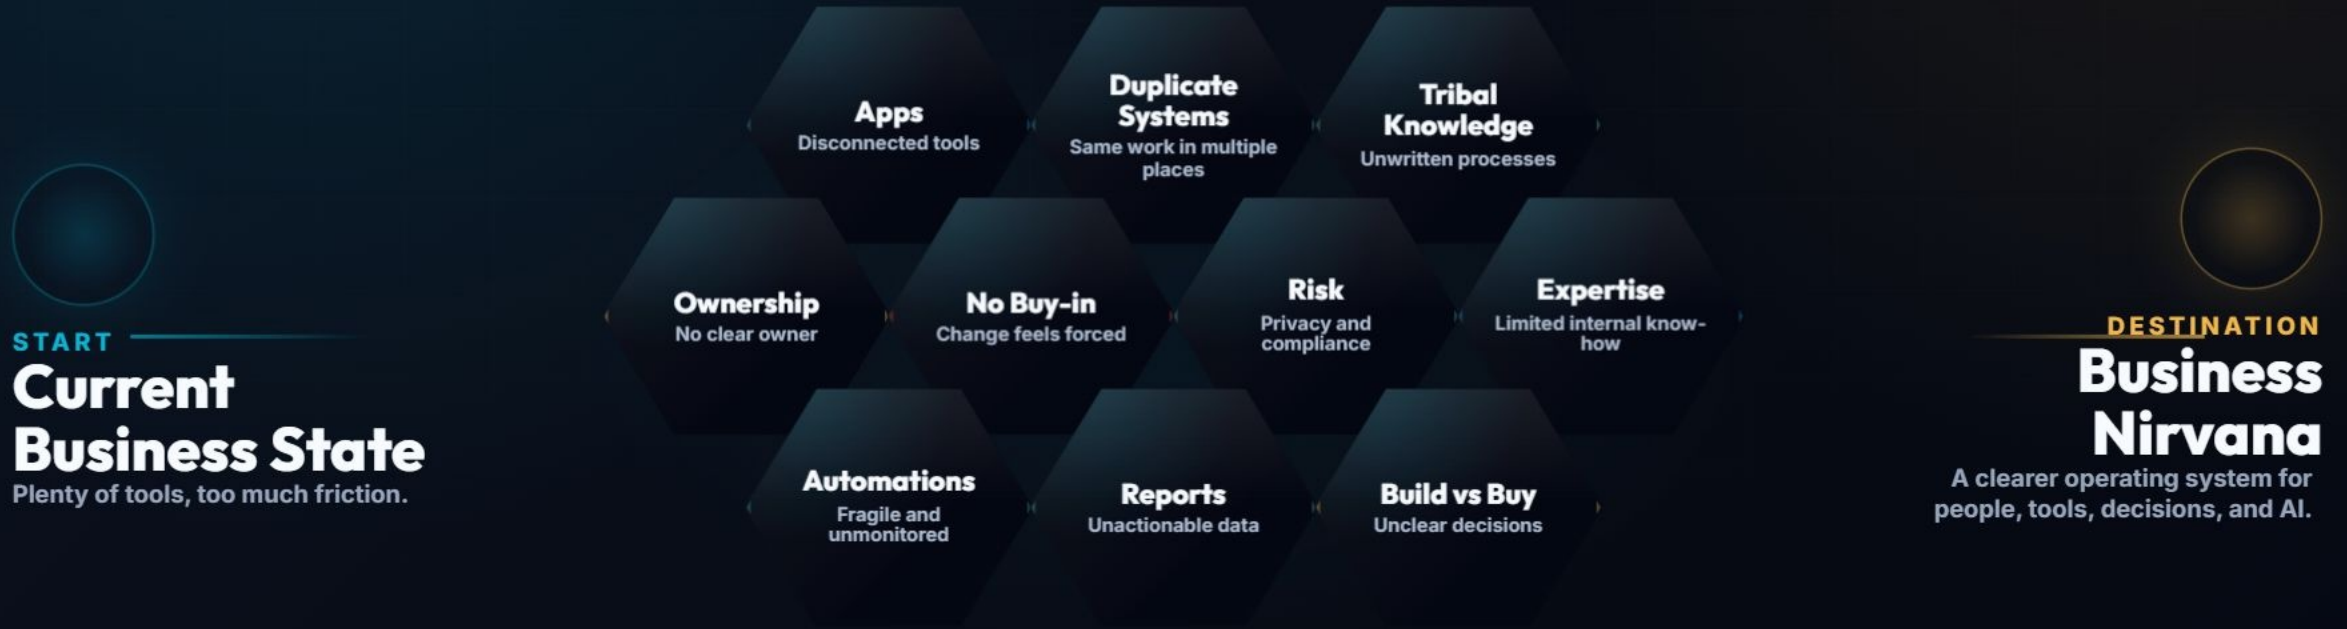 START
Current
Business State
Plenty of tools, too much friction.
Apps
Disconnected tools
Duplicate
Systems
Same work in multiple
places
Tribal
Knowledge
Unwritten processes
Ownership
No clear owner
No Buy-in
Change feels forced
Risk
Privacy and
compliance
Expertise
Limited internal know-
how
Automations
Fragile and
unmonitored
Reports
Unactionable data
Build vs Buy
Unclear decisions
DESTINATION
Business
Nirvana
A clearer operating system for
people, tools, decisions, and AI.